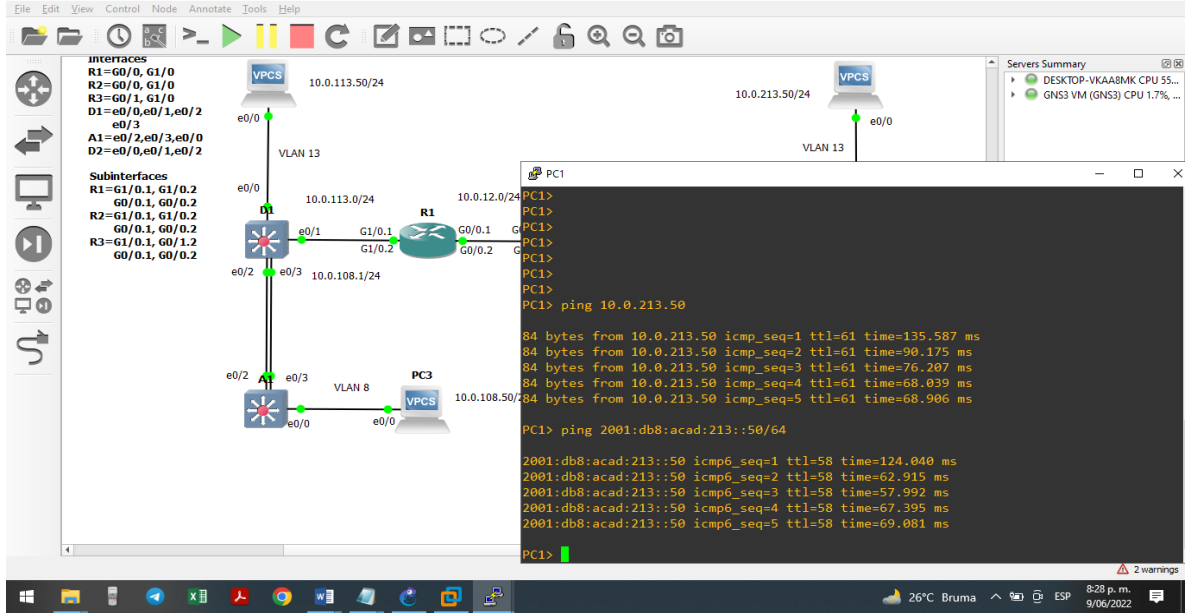 File Edit View Control Node Annotate Tools Help
Interfaces
R1=G0/0, G1/0
R2=G0/0, G1/0
R3=G0/1, G1/0
D1=e0/0,e0/1,e0/2
e0/3
A1=e0/2,e0/3,e0/0
D2=e0/0,e0/1,e0/2
Subinterfaces
R1=G1/0.1, G1/0.2
G0/0.1, G0/0.2
R2=G1/0.1, G1/0.2
G0/0.1, G0/0.2
R3=G1/0.1, G0/1.2
G0/0.1, G0/0.2
VPCS
10.0.113.50/24
e0/0
VLAN 13
e0/0
D1
10.0.113.0/24
e0/1
G1/0.1
G1/0.2
R1
10.0.12.0/24
G0/0.1
G0/0.2
e0/2
e0/3
10.0.108.1/24
e0/2
A1
e0/3
VLAN 8
PC3
VPCS
10.0.108.50/2
e0/0
e0/0
10.0.213.50/24
VPCS
e0/0
VLAN 13
Servers Summary
DESKTOP-VKAA8MK CPU 55...
GNS3 VM (GNS3) CPU 1.7%, ...
PC1
PC1>
PC1>
PC1>
PC1>
PC1>
PC1>
PC1>
PC1> ping 10.0.213.50
84 bytes from 10.0.213.50 icmp_seq=1 ttl=61 time=135.587 ms
84 bytes from 10.0.213.50 icmp_seq=2 ttl=61 time=90.175 ms
84 bytes from 10.0.213.50 icmp_seq=3 ttl=61 time=76.207 ms
84 bytes from 10.0.213.50 icmp_seq=4 ttl=61 time=68.039 ms
84 bytes from 10.0.213.50 icmp_seq=5 ttl=61 time=68.906 ms
PC1> ping 2001:db8:acad:213::50/64
2001:db8:acad:213::50 icmp6_seq=1 ttl=58 time=124.040 ms
2001:db8:acad:213::50 icmp6_seq=2 ttl=58 time=62.915 ms
2001:db8:acad:213::50 icmp6_seq=3 ttl=58 time=57.992 ms
2001:db8:acad:213::50 icmp6_seq=4 ttl=58 time=67.395 ms
2001:db8:acad:213::50 icmp6_seq=5 ttl=58 time=69.081 ms
PC1>
2 warnings
26°C Bruma
ESP
8:28 p. m.
9/06/2022